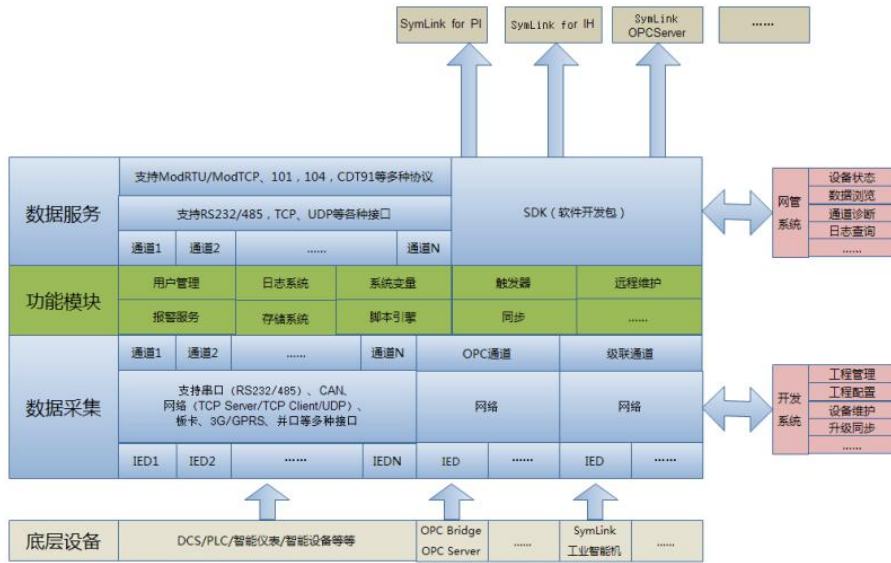 SymLink for PI
SymLink for IH
SymLink
OPCServer
......
数据服务
支持ModRTU/ModTCP、101，104，CDT91等多种协议
支持RS232/485，TCP、UDP等各种接口
通道1
通道2
......
通道N
SDK（软件开发包）
网管
系统
设备状态
数据浏览
通道诊断
日志查询
......
功能模块
用户管理
日志系统
系统变量
触发器
远程维护
报警服务
存储系统
脚本引擎
同步
......
数据采集
通道1
通道2
......
通道N
OPC通道
级联通道
支持串口（RS232/485）、CAN、
网络（TCP Server/TCP Client/UDP）、
板卡、3G/GPRS、并口等多种接口
网络
网络
IED1
IED2
......
IEDN
IED
......
IED
......
开发
系统
工程管理
工程配置
设备维护
升级同步
......
底层设备
DCS/PLC/智能仪表/智能设备等等
OPC Bridge
OPC Server
......
SymLink
工业智能机
......